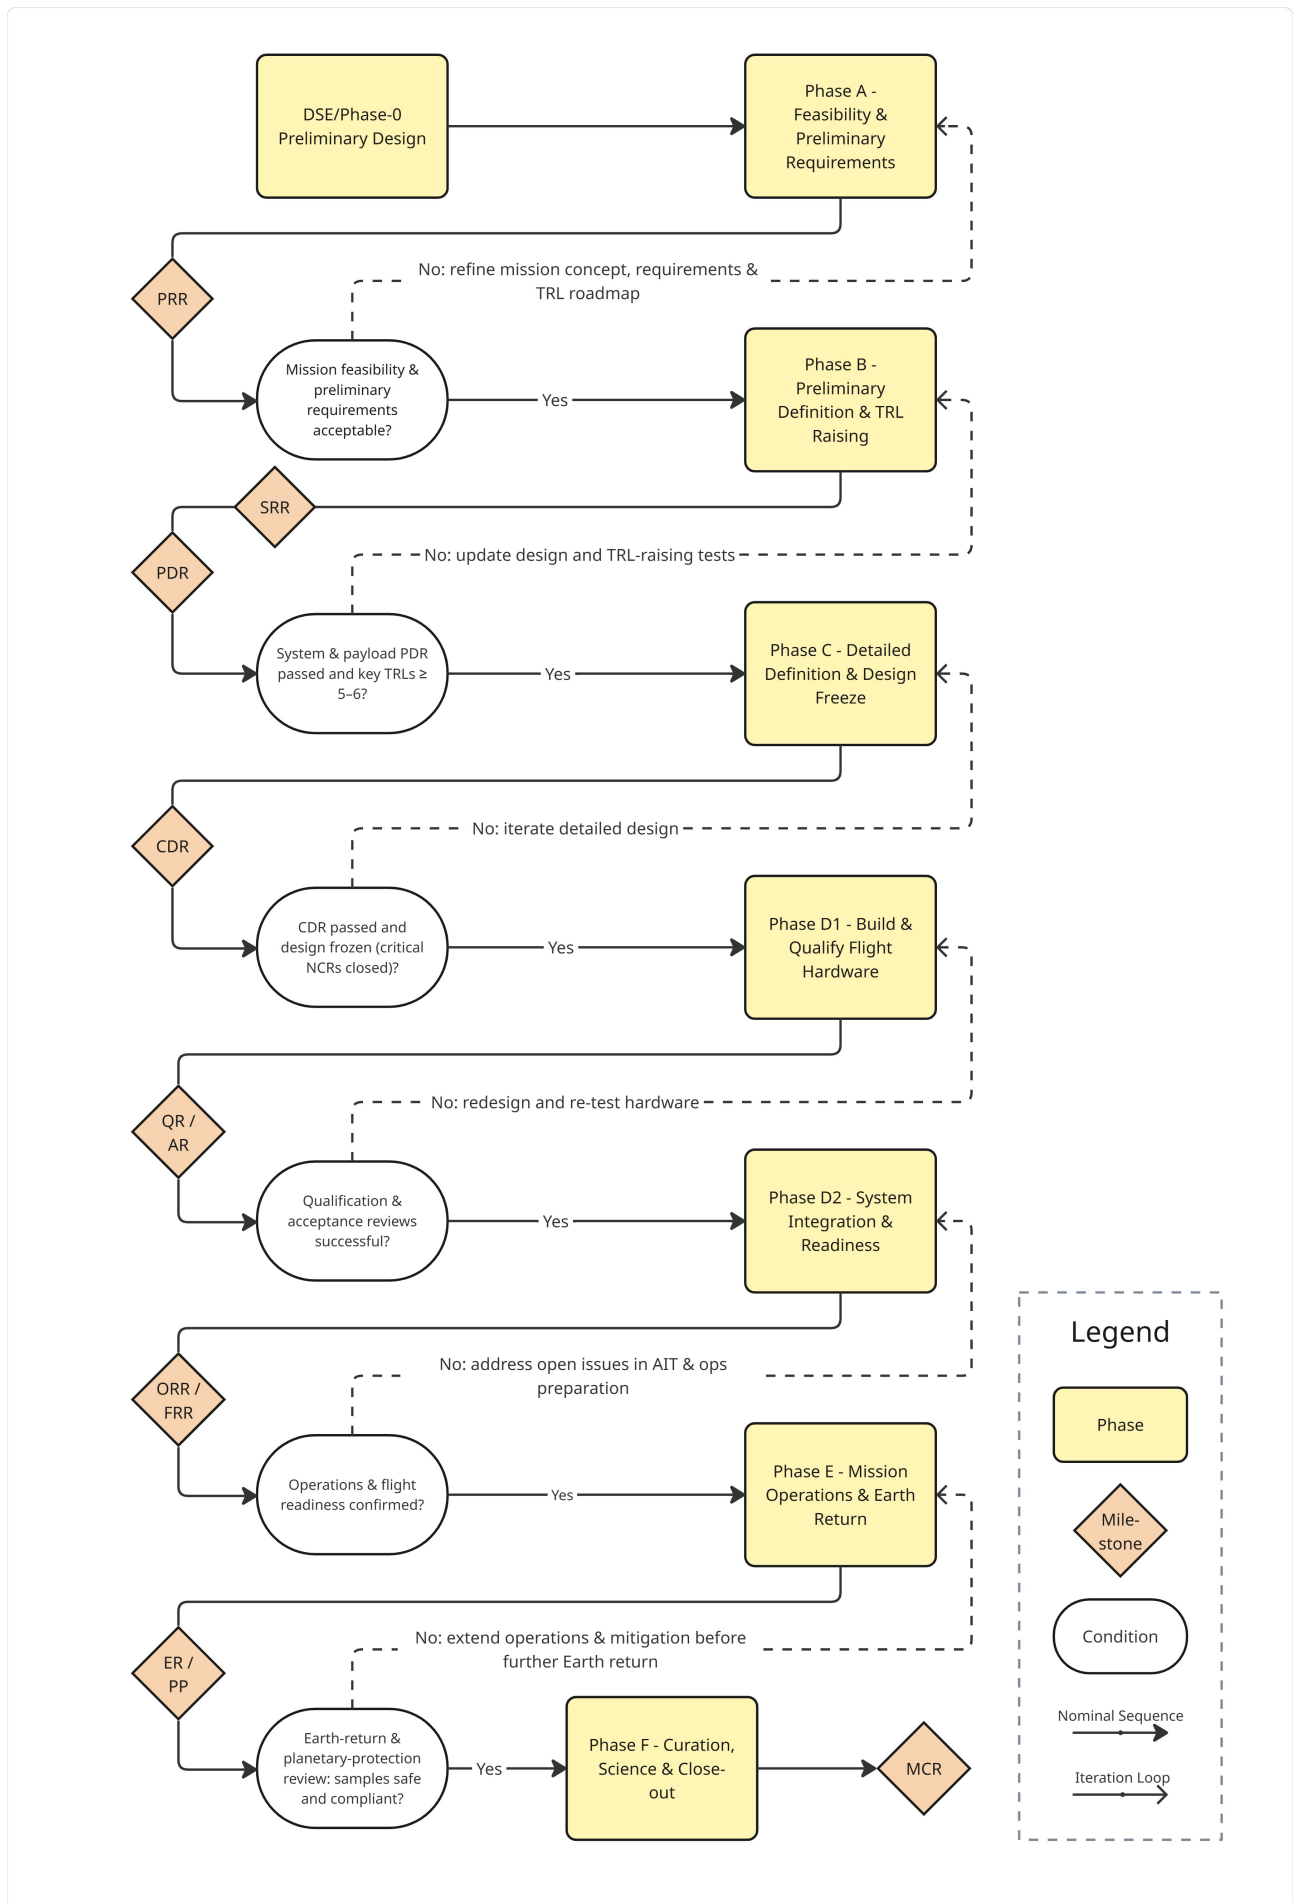 DSE/Phase-0
Preliminary Design
Phase A -
Feasibility &
Preliminary
Requirements
No: refine mission concept, requirements &
TRL roadmap
PRR
Mission feasibility &
preliminary
requirements
acceptable?
Yes
Phase B -
Preliminary
Definition & TRL
Raising
SRR
PDR
No: update design and TRL-raising tests
System & payload PDR
passed and key TRLs ≥
5–6?
Yes
Phase C - Detailed
Definition & Design
Freeze
CDR
No: iterate detailed design
CDR passed and
design frozen (critical
NCRs closed)?
Yes
Phase D1 - Build &
Qualify Flight
Hardware
QR /
AR
No: redesign and re-test hardware
Qualification &
acceptance reviews
successful?
Yes
Phase D2 - System
Integration &
Readiness
ORR /
FRR
No: address open issues in AIT & ops
preparation
Operations & flight
readiness confirmed?
Yes
Phase E - Mission
Operations & Earth
Return
ER /
PP
No: extend operations & mitigation before
further Earth return
Earth-return &
planetary-protection
review: samples safe
and compliant?
Yes
Phase F - Curation,
Science & Close-
out
MCR
Legend
Phase
Mile-
stone
Condition
Nominal Sequence
Iteration Loop